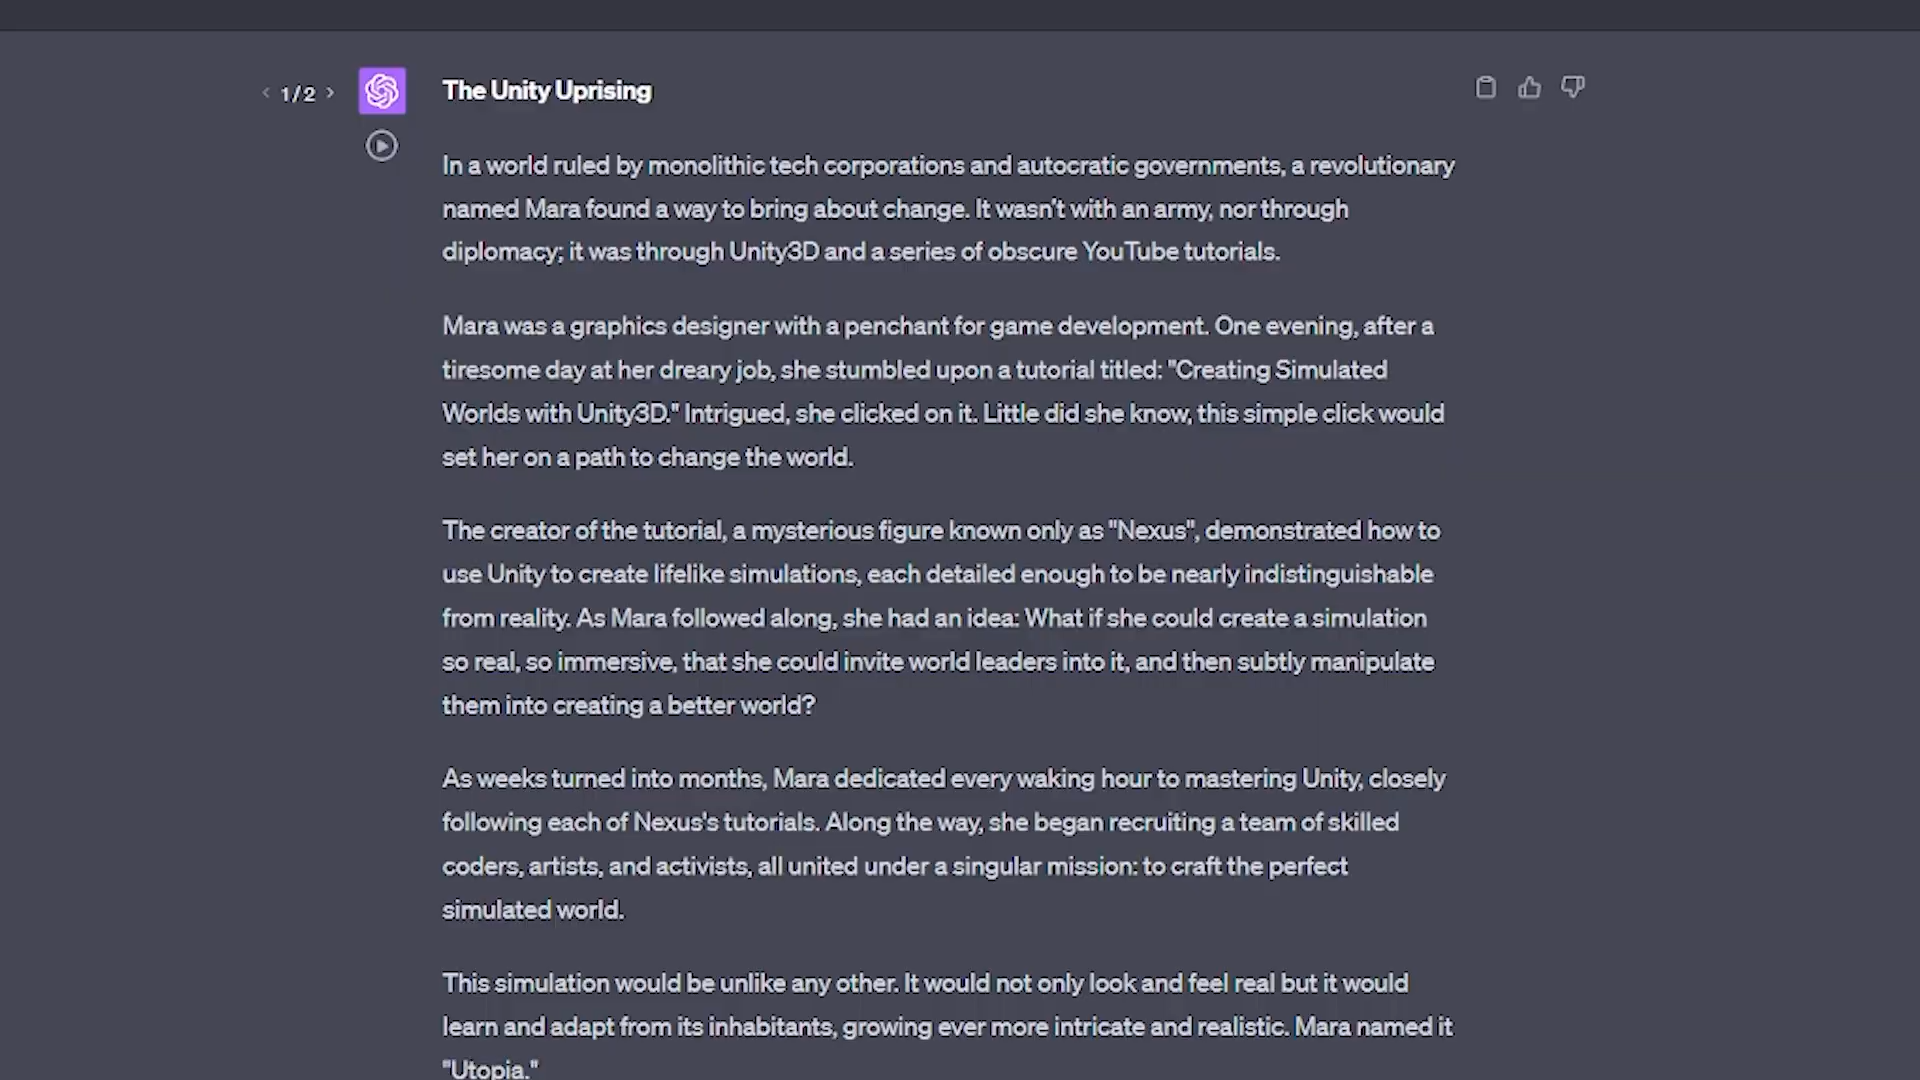 < 1/2 >
The Unity Uprising
In a world ruled by monolithic tech corporations and autocratic governments, a revolutionary
named Mara found a way to bring about change. It wasn't with an army, nor through
diplomacy; it was through Unity3D and a series of obscure YouTube tutorials.
Mara was a graphics designer with a penchant for game development. One evening, after a
tiresome day at her dreary job, she stumbled upon a tutorial titled: "Creating Simulated
Worlds with Unity3D." Intrigued, she clicked on it. Little did she know, this simple click would
set her on a path to change the world.
The creator of the tutorial, a mysterious figure known only as "Nexus", demonstrated how to
use Unity to create lifelike simulations, each detailed enough to be nearly indistinguishable
from reality. As Mara followed along, she had an idea: What if she could create a simulation
so real, so immersive, that she could invite world leaders into it, and then subtly manipulate
them into creating a better world?
As weeks turned into months, Mara dedicated every waking hour to mastering Unity, closely
following each of Nexus's tutorials. Along the way, she began recruiting a team of skilled
coders, artists, and activists, all united under a singular mission: to craft the perfect
simulated world.
This simulation would be unlike any other. It would not only look and feel real but it would
learn and adapt from its inhabitants, growing ever more intricate and realistic. Mara named it
"Utopia."